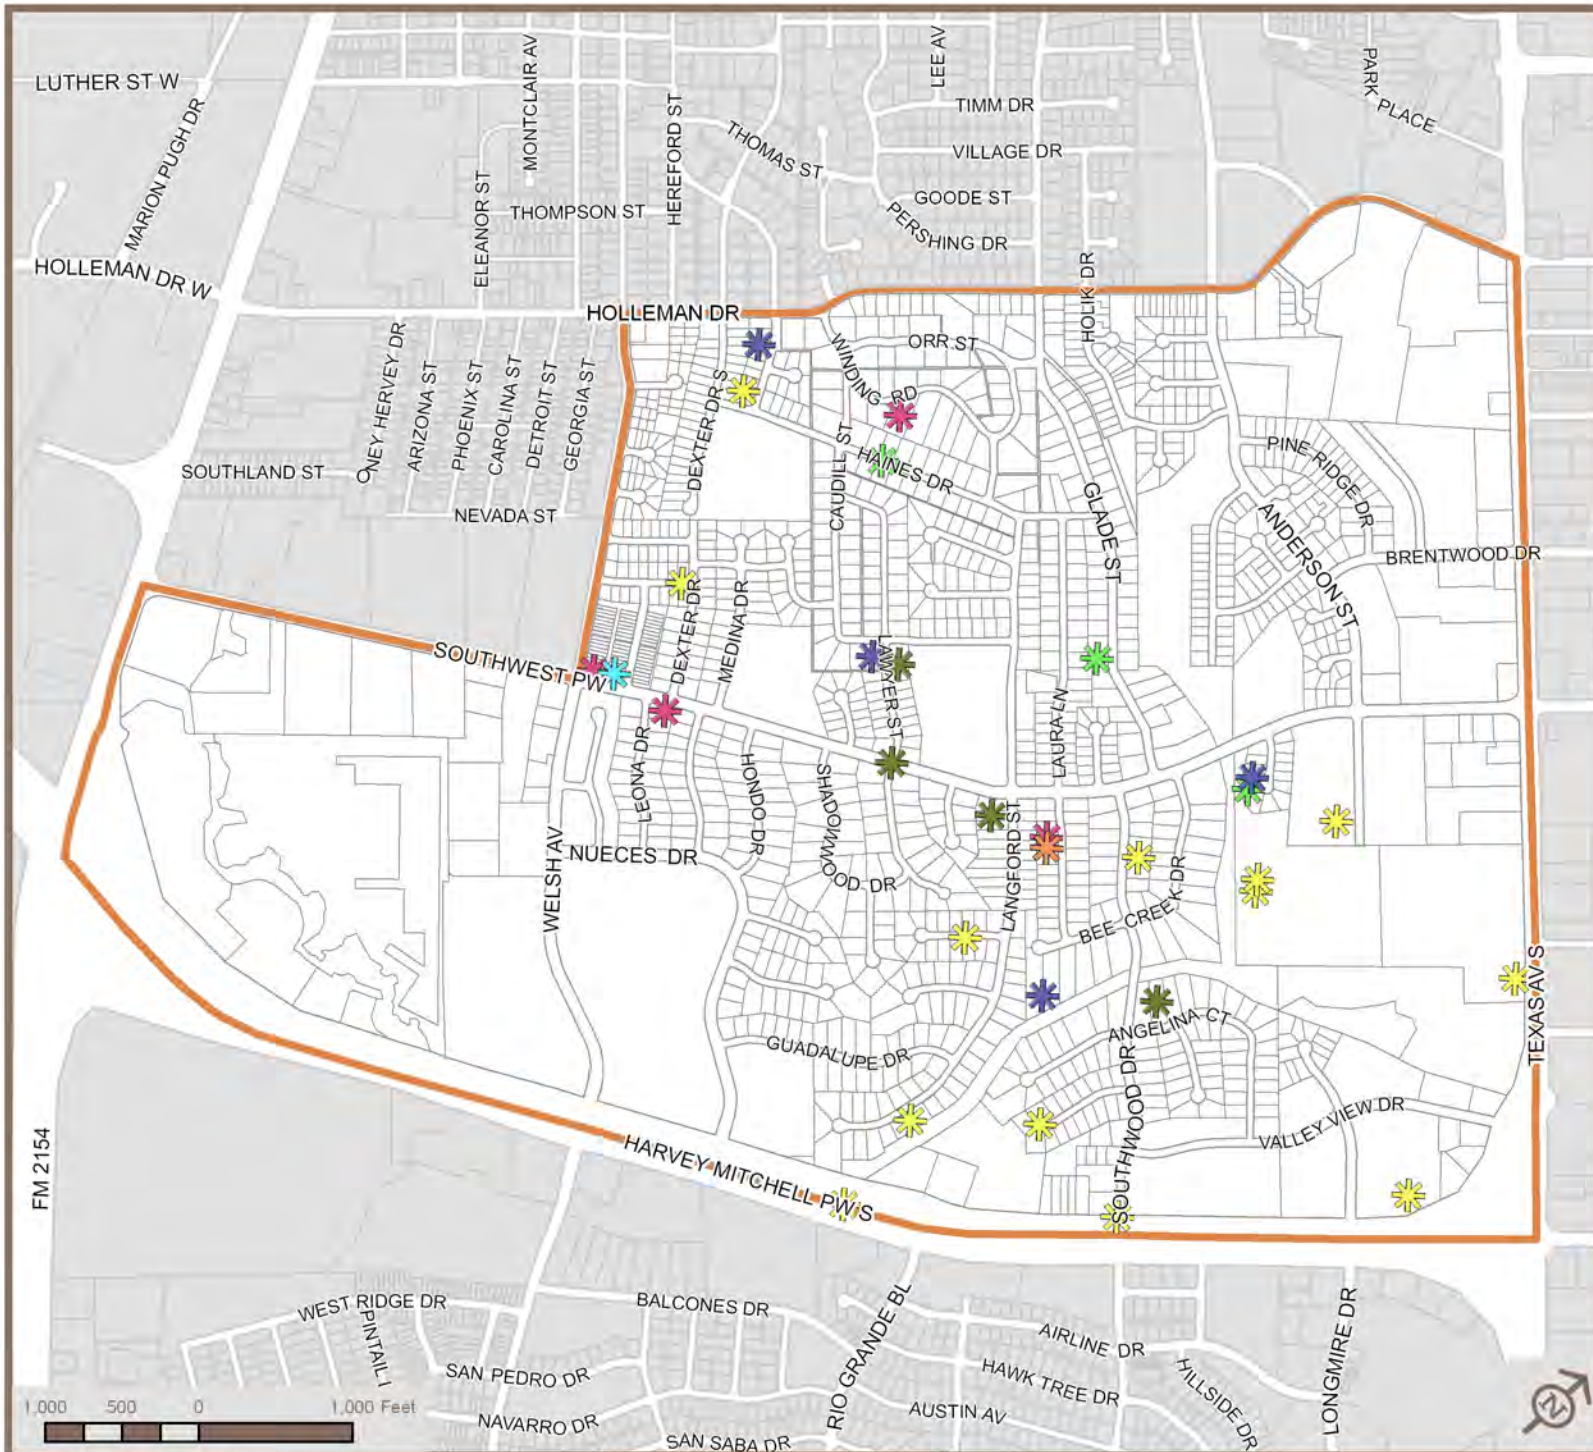 LUTHER ST W
MARION PUGH DR
MONTCLAIR AV
HEREFORD ST
LEE AV
TIMM DR
PARK PLACE
THOMAS ST
VILLAGE DR
ELEANOR ST
THOMPSON ST
GOODE ST
PERSHING DR
HOLLEMAN DR W
HOLIK DR
HOLLEMAN DR
WINDING RD
ORR ST
ONEY HERVEY DR
ARIZONA ST
PHOENIX ST
CAROLINA ST
DETROIT ST
GEORGIA ST
DEXTER DR S
CAUDILL ST
HAINES DR
PINE RIDGE DR
SOUTHLAND ST
NEVADA ST
GLADE ST
ANDERSON ST
BRENTWOOD DR
DEXTER DR
MEDINA DR
SOUTHWEST PW
LAWYER ST
LAURA LN
LEONA DR
HONDO DR
SHADOWWOOD DR
NUECES DR
WELSH AV
LANGFORD ST
BEE CREEK DR
TEXAS AV S
GUADALUPE DR
ANGELINA CT
SOUTHWOOD DR
VALLEY VIEW DR
FM 2154
HARVEY MITCHELL PW S
WEST RIDGE DR
PINTAIL
BALCONES DR
RIO GRANDE BL
AIRLINE DR
LONGMIRE DR
SAN PEDRO DR
HAWK TREE DR
HILLSIDE DR
1,000 500 0 1,000 Feet
NAVARRO DR
AUSTIN AV
SAN SABA DR
N